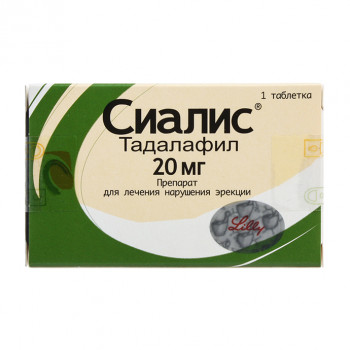 1 таблетка
Сиалис®
Тадалафил
20 мг
Препарат
для лечения нарушения эрекции
Lilly